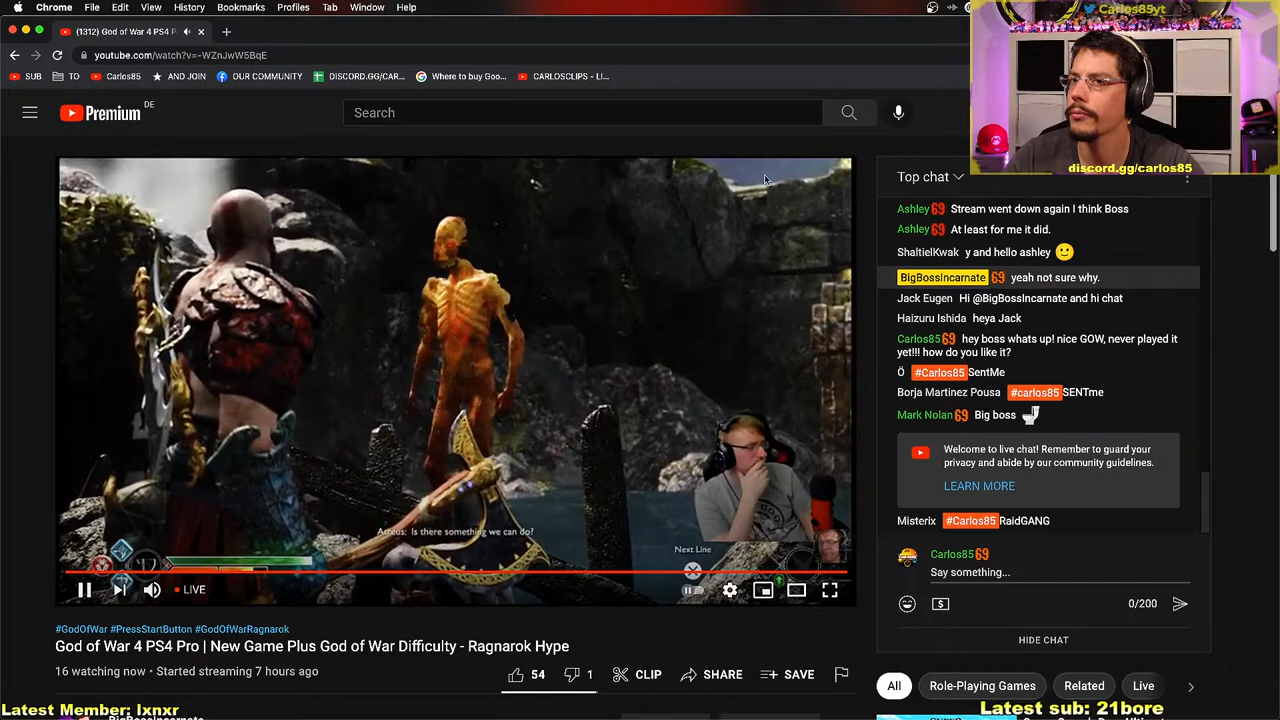 Chrome File Edit View History Bookmarks Profiles Tab Window Help
Carlos85yt
(1312) God of War 4 PS4 P
youtube.com/watch?v=-WZnJwW5BqE
SUB TO Carlos85 AND JOIN OUR COMMUNITY DISCORD.GG/CAR... Where to buy Goo... CARLOSCLIPS - LI...
Premium DE
Search
discord.gg/carlos85
Top chat
Ashley 69 Stream went down again I think Boss
Ashley 69 At least for me it did.
ShaltielKwak y and hello ashley
BigBossIncarnate 69 yeah not sure why.
Jack Eugen Hi @BigBossIncarnate and hi chat
Haizuru Ishida heya Jack
Carlos85 69 hey boss whats up! nice GOW, never played it
yet!!! how do you like it?
Ö #Carlos85 SentMe
Borja Martinez Pousa #carlos85 SENTme
Mark Nolan 69 Big boss
Welcome to live chat! Remember to guard your
privacy and abide by our community guidelines.
LEARN MORE
Misterix #Carlos85 RaidGANG
Carlos85 69
Say something...
0/200
HIDE CHAT
Atreus: Is there something we can do?
Next Line
LIVE
#GodOfWar #PressStartButton #GodOfWarRagnarok
God of War 4 PS4 Pro | New Game Plus God of War Difficulty - Ragnarok Hype
16 watching now • Started streaming 7 hours ago
54 1 CLIP SHARE SAVE
All Role-Playing Games Related Live
Latest Member: lxnxr
Latest sub: 21bore